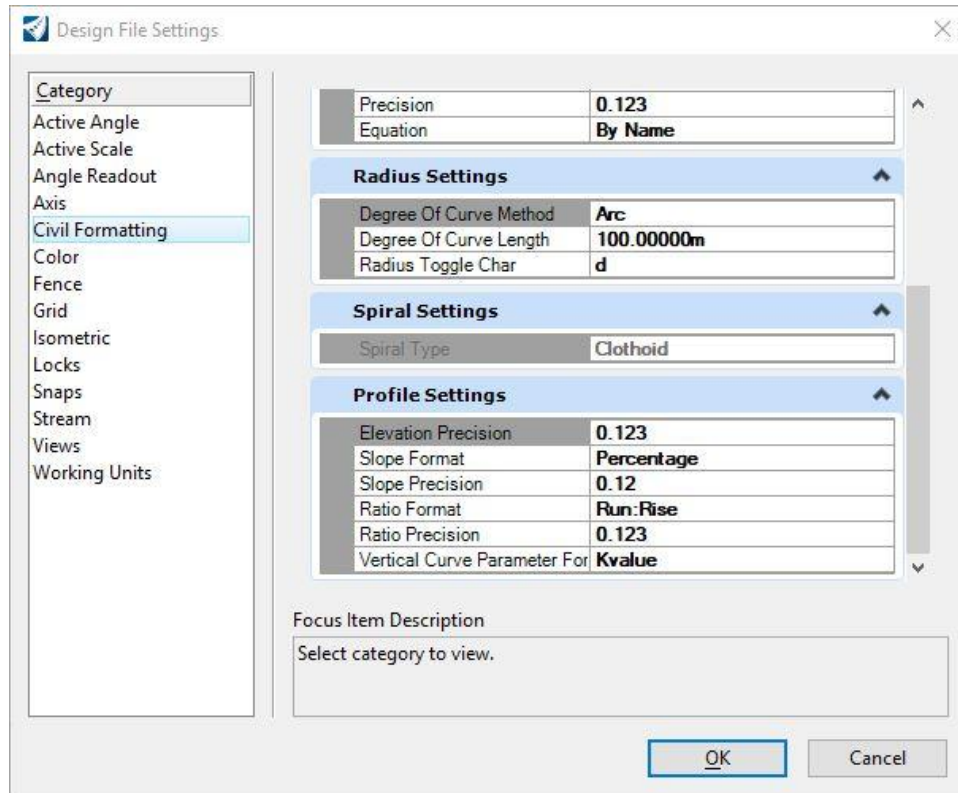 Design File Settings
Category
Active Angle
Active Scale
Angle Readout
Axis
Civil Formatting
Color
Fence
Grid
Isometric
Locks
Snaps
Stream
Views
Working Units
Precision 0.123
Equation By Name
Radius Settings
Degree Of Curve Method Arc
Degree Of Curve Length 100.00000m
Radius Toggle Char d
Spiral Settings
Spiral Type Clothoid
Profile Settings
Elevation Precision 0.123
Slope Format Percentage
Slope Precision 0.12
Ratio Format Run:Rise
Ratio Precision 0.123
Vertical Curve Parameter For Kvalue
Focus Item Description
Select category to view.
OK Cancel